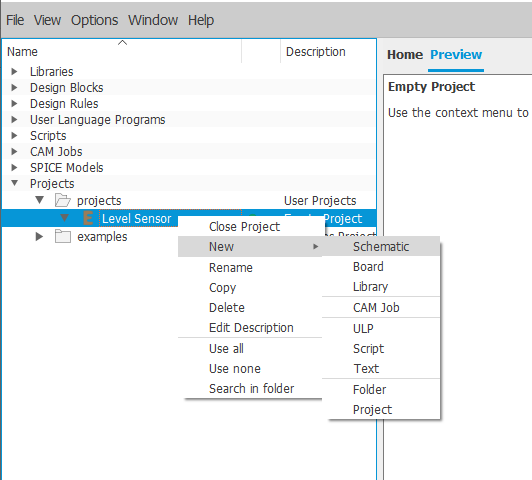 File View Options Window Help
Name Description Home Preview
Libraries
Design Blocks
Design Rules
User Language Programs
Scripts
CAM Jobs
SPICE Models
Projects
projects User Projects
Level Sensor Project
examples
Empty Project
Use the context menu to
Close Project
New
Rename
Copy
Delete
Edit Description
Use all
Use none
Search in folder
Schematic
Board
Library
CAM Job
ULP
Script
Text
Folder
Project